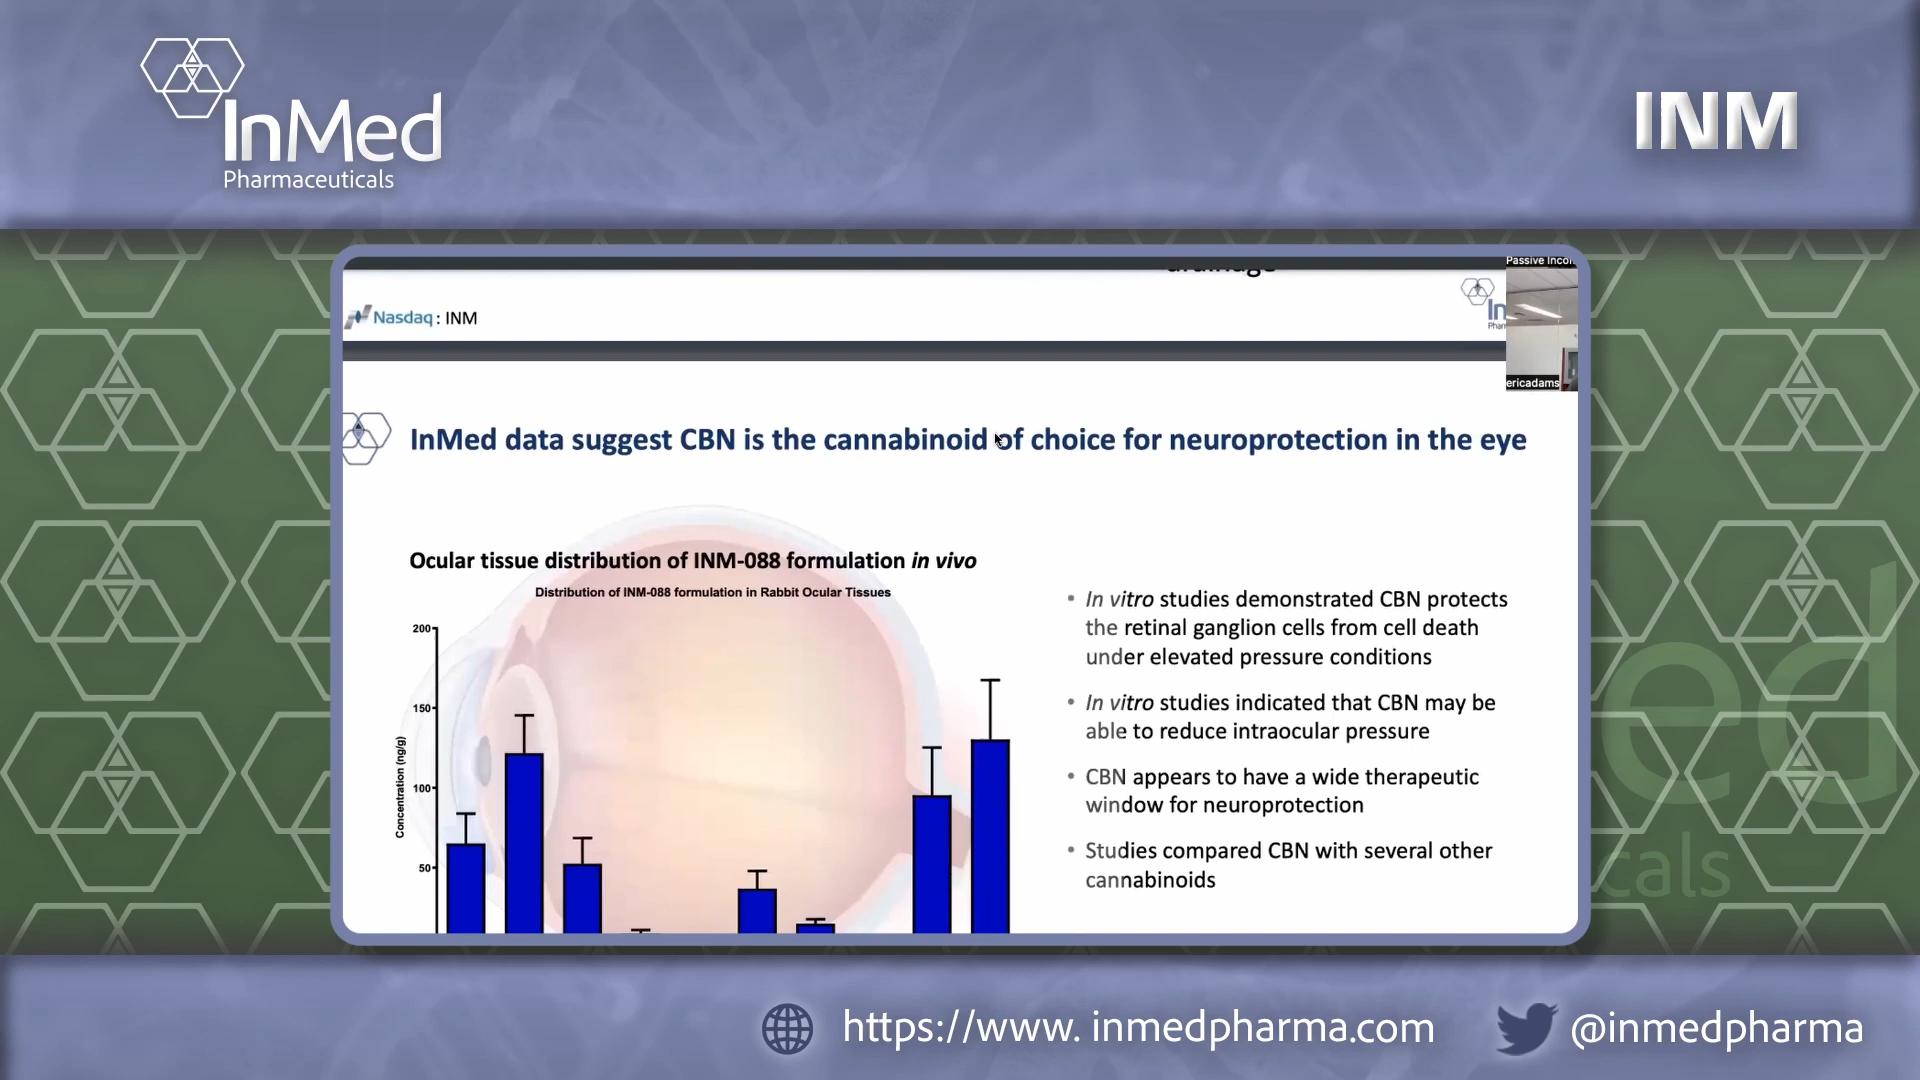 InMed
Pharmaceuticals
INM
Passive Incon
Nasdaq : INM
In
Phar
ericadams
InMed data suggest CBN is the cannabinoid of choice for neuroprotection in the eye
Ocular tissue distribution of INM-088 formulation in vivo
Distribution of INM-088 formulation in Rabbit Ocular Tissues
200
150
100
50
Concentration (ng/g)
• In vitro studies demonstrated CBN protects
the retinal ganglion cells from cell death
under elevated pressure conditions
• In vitro studies indicated that CBN may be
able to reduce intraocular pressure
• CBN appears to have a wide therapeutic
window for neuroprotection
• Studies compared CBN with several other
cannabinoids
ed
cals
https://www. inmedpharma.com
@inmedpharma